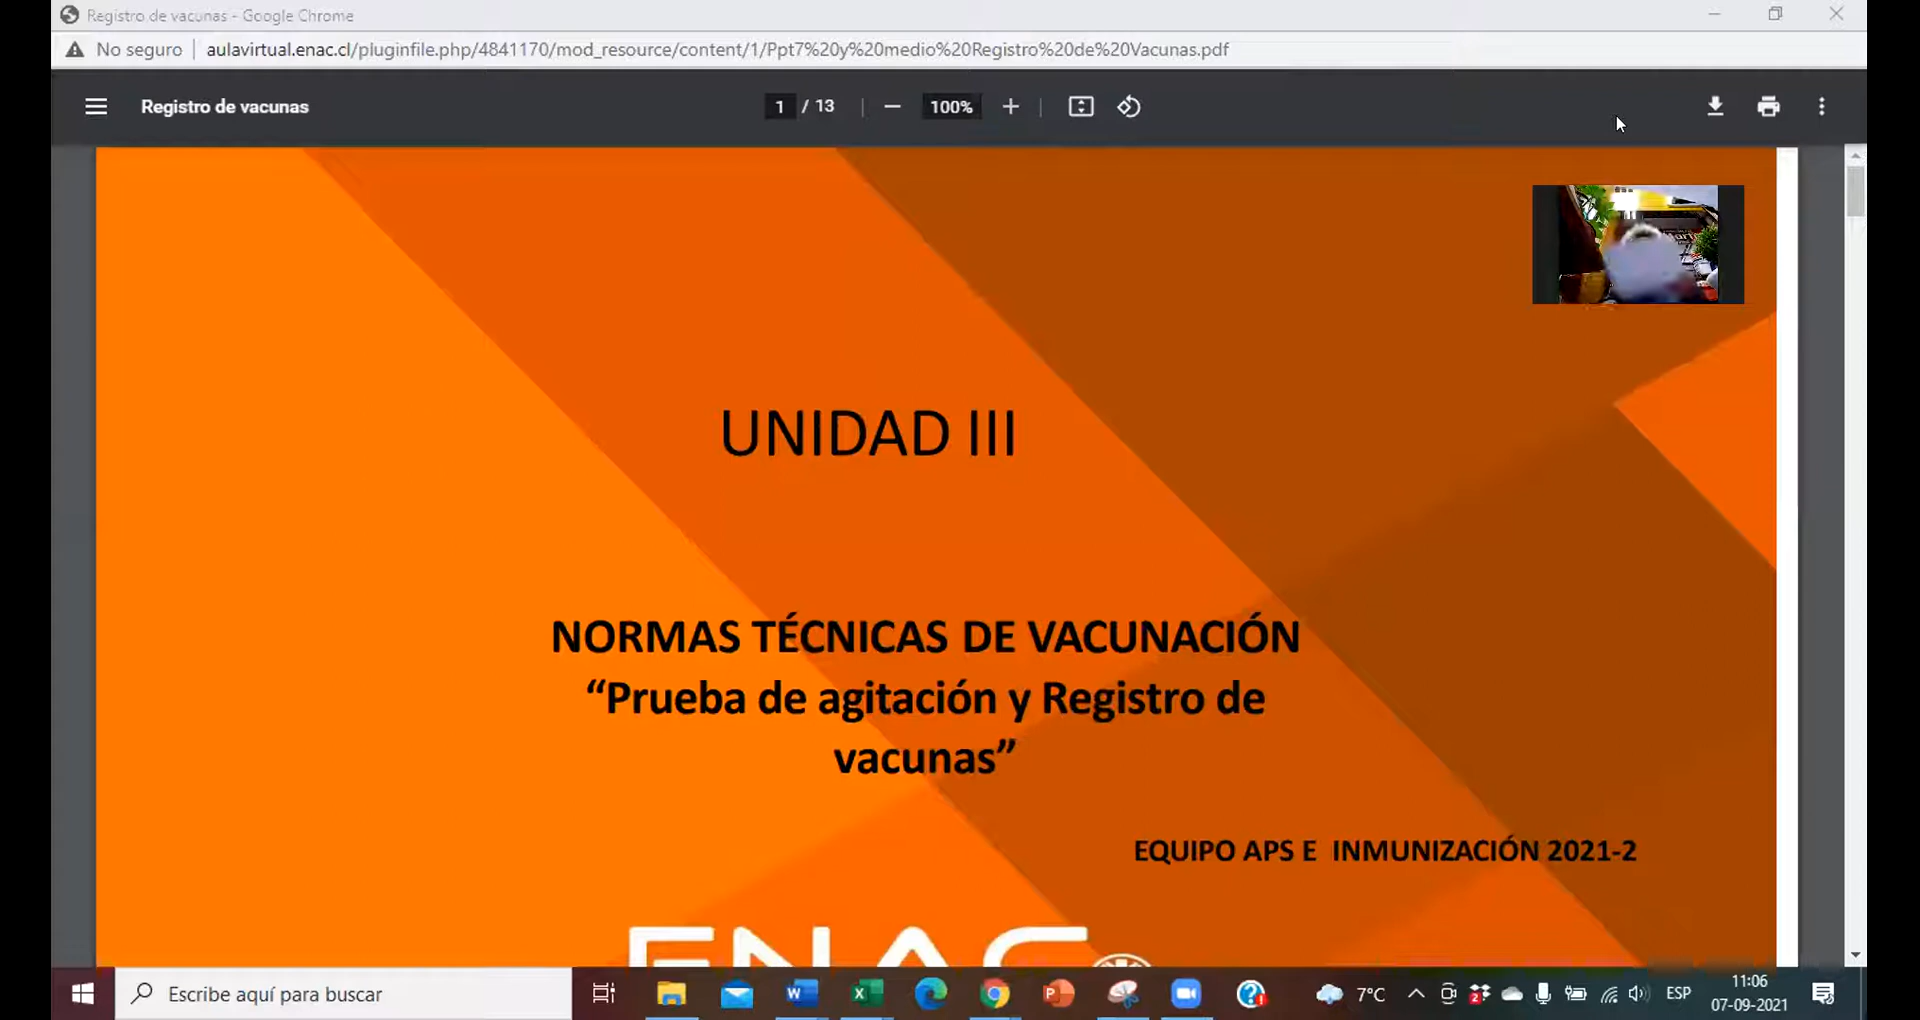 Registro de vacunas - Google Chrome
No seguro aulavirtual.enac.cl/pluginfile.php/4841170/mod_resource/content/1/Ppt7%20y%20medio%20Registro%20de%20Vacunas.pdf
Registro de vacunas 1 / 13 100%
UNIDAD III
NORMAS TÉCNICAS DE VACUNACIÓN
“Prueba de agitación y Registro de
vacunas”
EQUIPO APS E INMUNIZACIÓN 2021-2
ENAC
Escribe aquí para buscar
7°C
ESP
11:06
07-09-2021